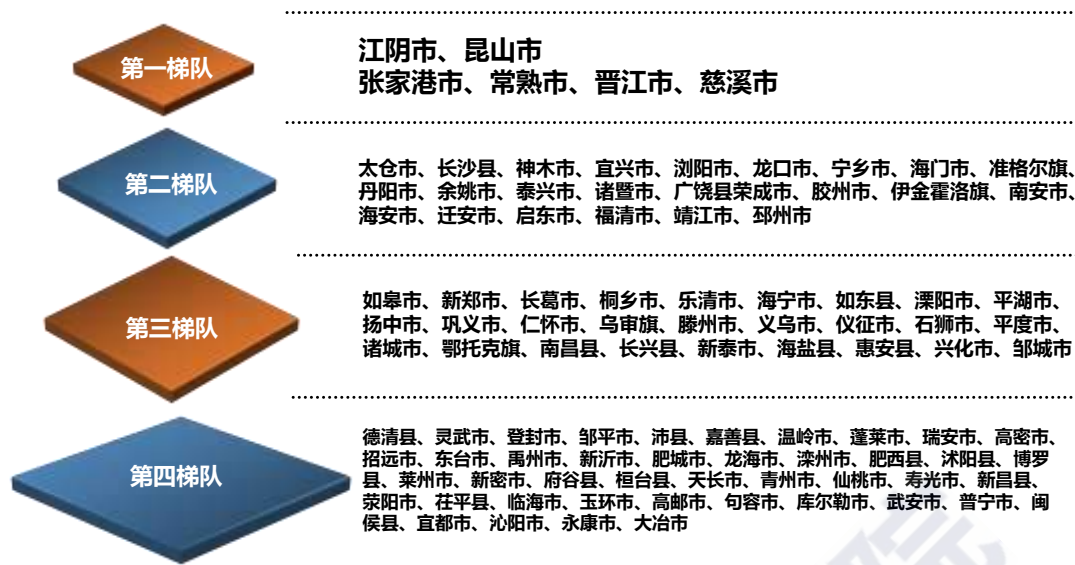 第一梯队
江阴市、昆山市
张家港市、常熟市、晋江市、慈溪市
第二梯队
太仓市、长沙县、神木市、宜兴市、浏阳市、龙口市、宁乡市、海门市、准格尔旗、
丹阳市、余姚市、泰兴市、诸暨市、广饶县荣成市、胶州市、伊金霍洛旗、南安市、
海安市、迁安市、启东市、福清市、靖江市、邳州市
第三梯队
如皋市、新郑市、长葛市、桐乡市、乐清市、海宁市、如东县、溧阳市、平湖市、
扬中市、巩义市、仁怀市、乌审旗、滕州市、义乌市、仪征市、石狮市、平度市、
诸城市、鄂托克旗、南昌县、长兴县、新泰市、海盐县、惠安县、兴化市、邹城市
第四梯队
德清县、灵武市、登封市、邹平市、沛县、嘉善县、温岭市、蓬莱市、瑞安市、高密市、
招远市、东台市、禹州市、新沂市、肥城市、龙海市、滦州市、肥西县、沭阳县、博罗
县、莱州市、新密市、府谷县、桓台县、天长市、青州市、仙桃市、寿光市、新昌县、
荥阳市、茌平县、临海市、玉环市、高邮市、句容市、库尔勒市、武安市、普宁市、闽
侯县、宜都市、沁阳市、永康市、大冶市